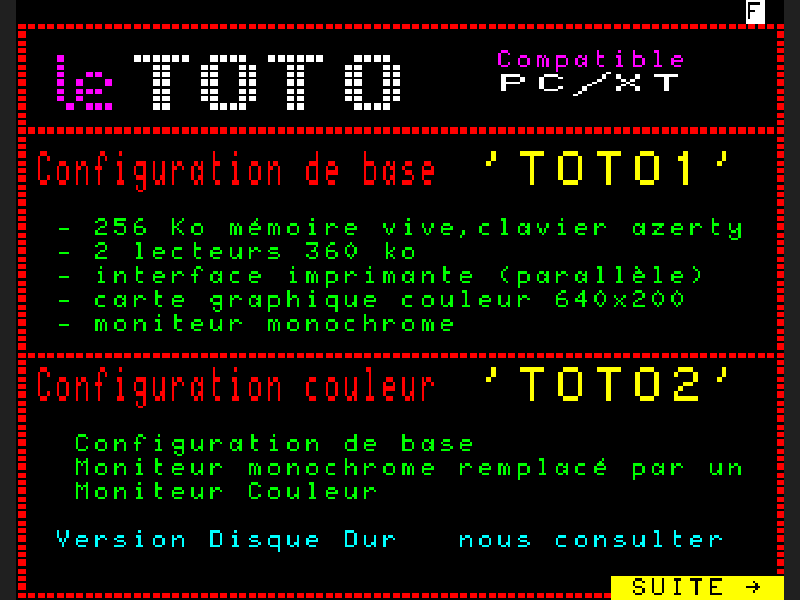 F
le TOTO Compatible
PC/XT
Configuration de base 'TOTO1'
- 256 Ko mémoire vive,clavier azerty
- 2 lecteurs 360 ko
- interface imprimante (parallèle)
- carte graphique couleur 640x200
- moniteur monochrome
Configuration couleur 'TOTO2'
Configuration de base
Moniteur monochrome remplacé par un
Moniteur Couleur
Version Disque Dur nous consulter
SUITE →